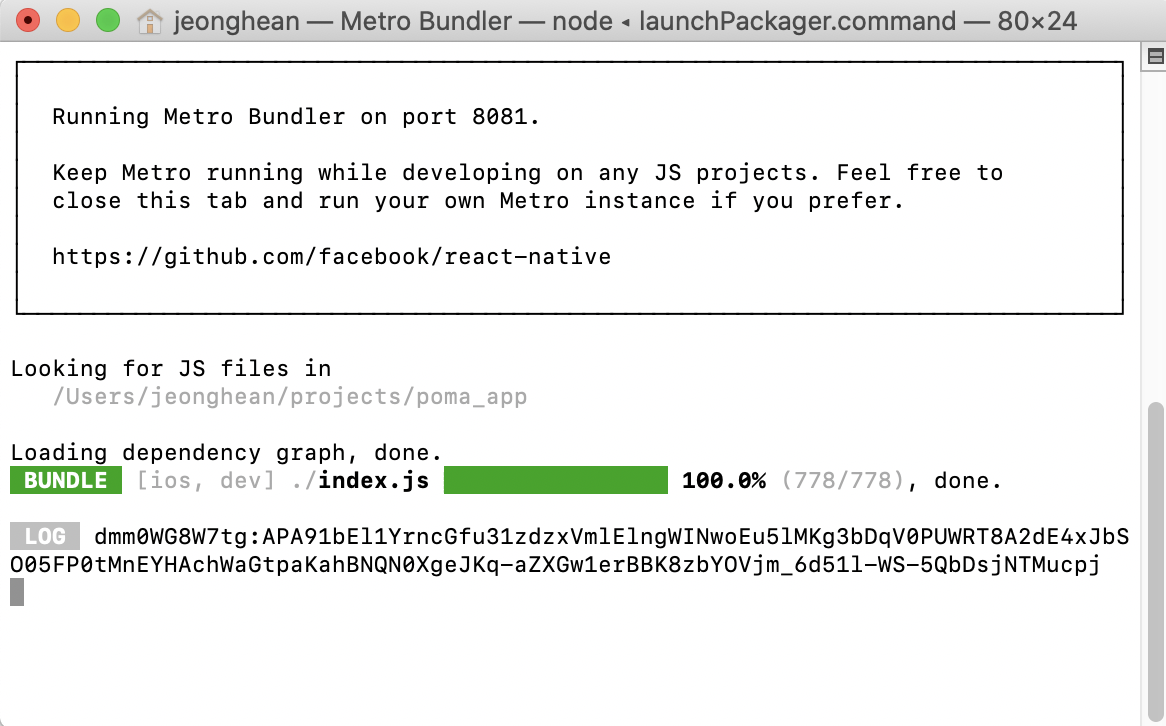 jeonghean — Metro Bundler — node ◂ launchPackager.command — 80×24
Running Metro Bundler on port 8081.
Keep Metro running while developing on any JS projects. Feel free to
close this tab and run your own Metro instance if you prefer.
https://github.com/facebook/react-native
Looking for JS files in
/Users/jeonghean/projects/poma_app
Loading dependency graph, done.
BUNDLE [ios, dev] ./index.js 100.0% (778/778), done.
LOG dmm0WG8W7tg:APA91bEl1YrncGfu31zdzxVmlElngWINwoEu5lMKg3bDqV0PUWRT8A2dE4xJbS
O05FP0tMnEYHAchWaGtpaKahBNQN0XgeJKq-aZXGw1erBBK8zbYOVjm_6d51l-WS-5QbDsjNTMucpj